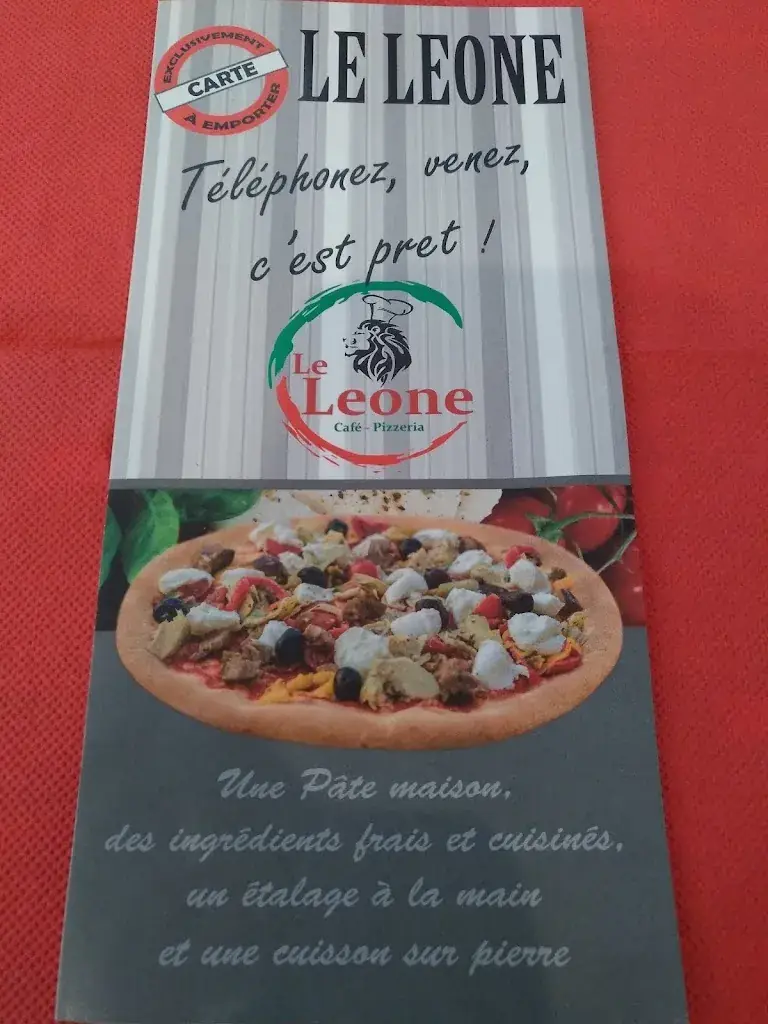 EXCLUSIVEMENT
CARTE
À EMPORTER
LE LEONE
Téléphonez, venez,
c'est pret !
Le
Leone
Café - Pizzeria
Une Pâte maison,
des ingrédients frais et cuisinés,
un étalage à la main
et une cuisson sur pierre